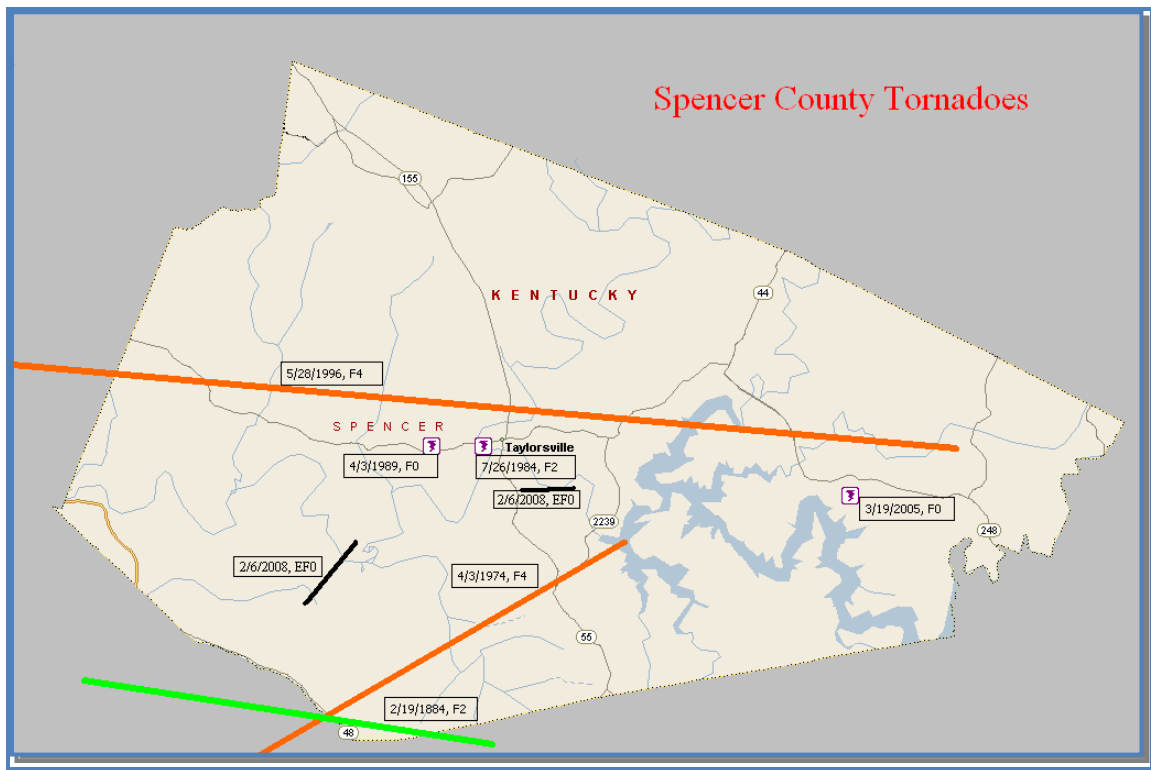 Spencer County Tornadoes
155
KENTUCKY
44
5/28/1996, F4
SPENCER
Taylorsville
4/3/1989, F0
7/26/1984, F2
2/6/2008, EF0
3/19/2005, F0
2239
248
2/6/2008, EF0
4/3/1974, F4
55
2/19/1884, F2
48